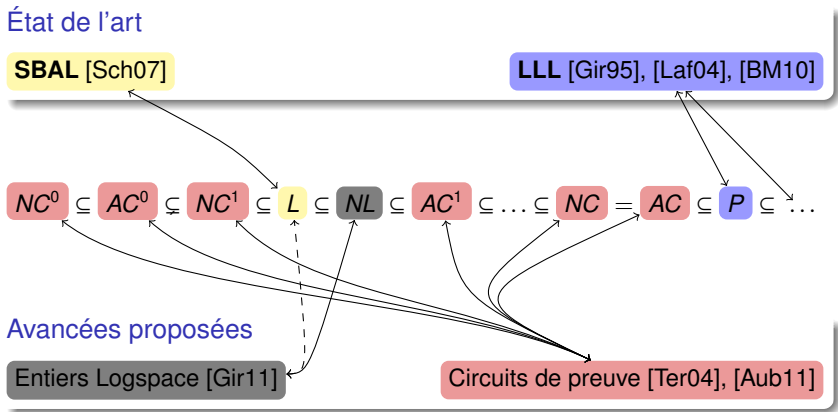 État de l'art
SBAL [Sch07] LLL [Gir95], [Laf04], [BM10]
NC⁰ ⊆ AC⁰ ⊊ NC¹ ⊆ L ⊆ NL ⊆ AC¹ ⊆ … ⊆ NC = AC ⊆ P ⊆ …
Avancées proposées
Entiers Logspace [Gir11] Circuits de preuve [Ter04], [Aub11]